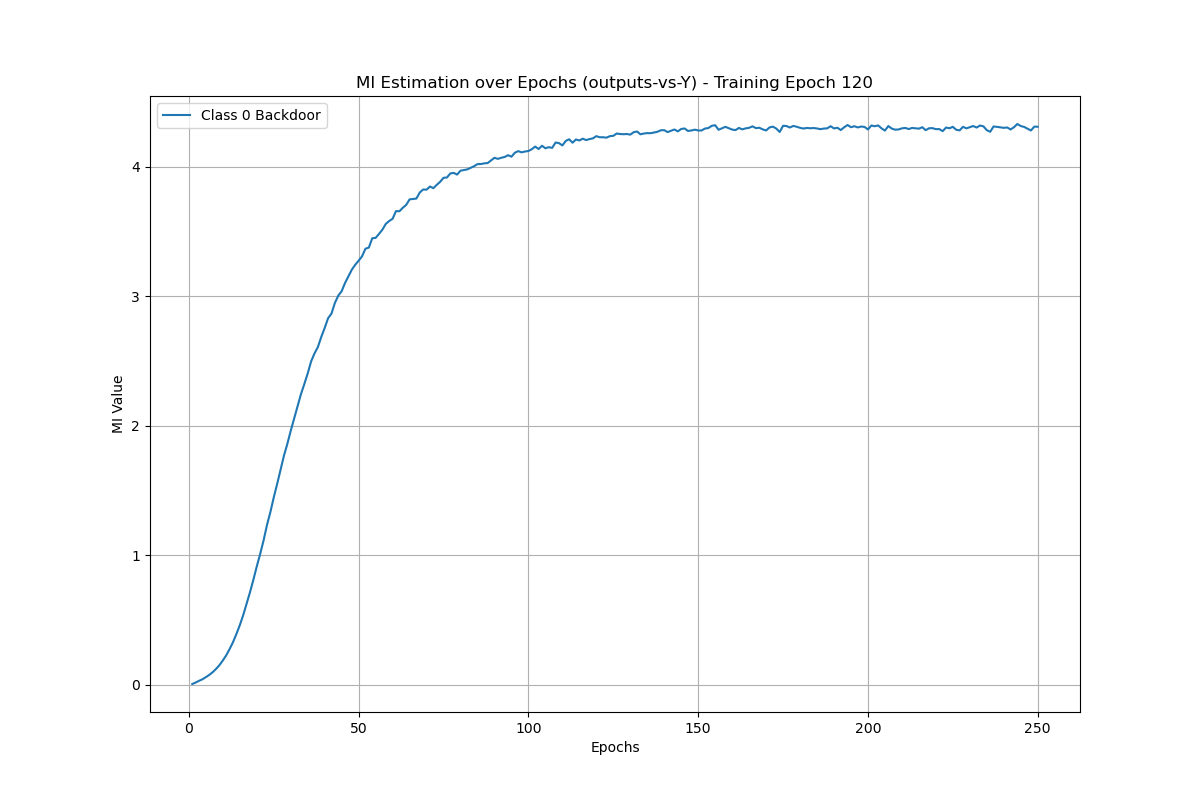 MI Estimation over Epochs (outputs-vs-Y) - Training Epoch 120
Class 0 Backdoor
MI Value
4
3
2
1
0
0 50 100 150 200 250
Epochs